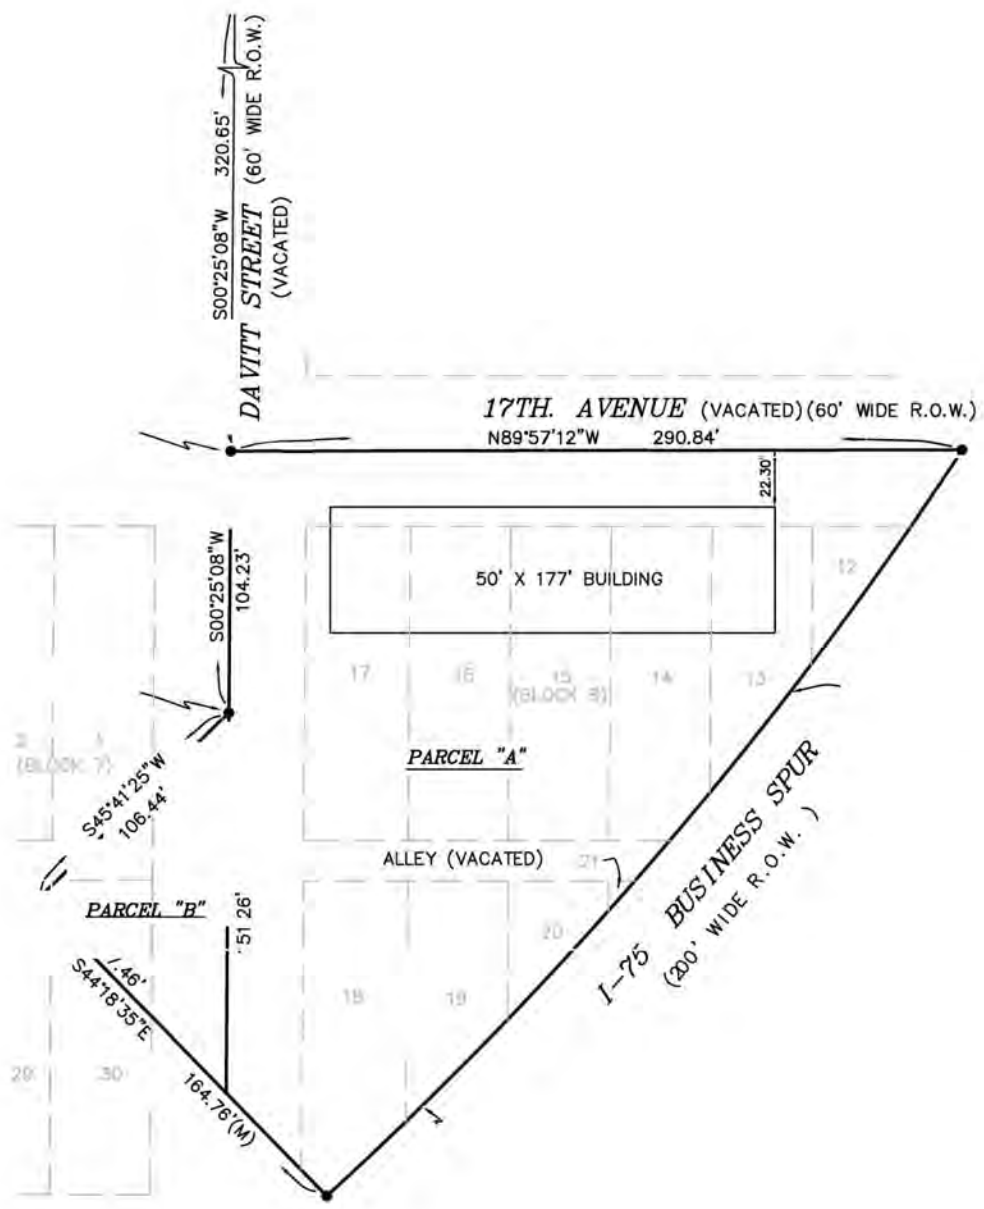 S00°25'08"W 320.65'
DAVITT STREET (60' WIDE R.O.W.)
(VACATED)
17TH. AVENUE (VACATED)(60' WIDE R.O.W.)
N89°57'12"W 290.84'
22.30'
S00°25'08"W
104.23'
50' X 177' BUILDING
12
17
16
15
14
13
(BLOCK 8)
(BLOCK 7)
PARCEL "A"
S45°41'25"W
106.44'
I-75 BUSINESS SPUR
(200' WIDE R.O.W. )
ALLEY (VACATED)
21
PARCEL "B"
51.26'
20
18
19
.46'
S44°18'35"E
29
30
164.76'(M)